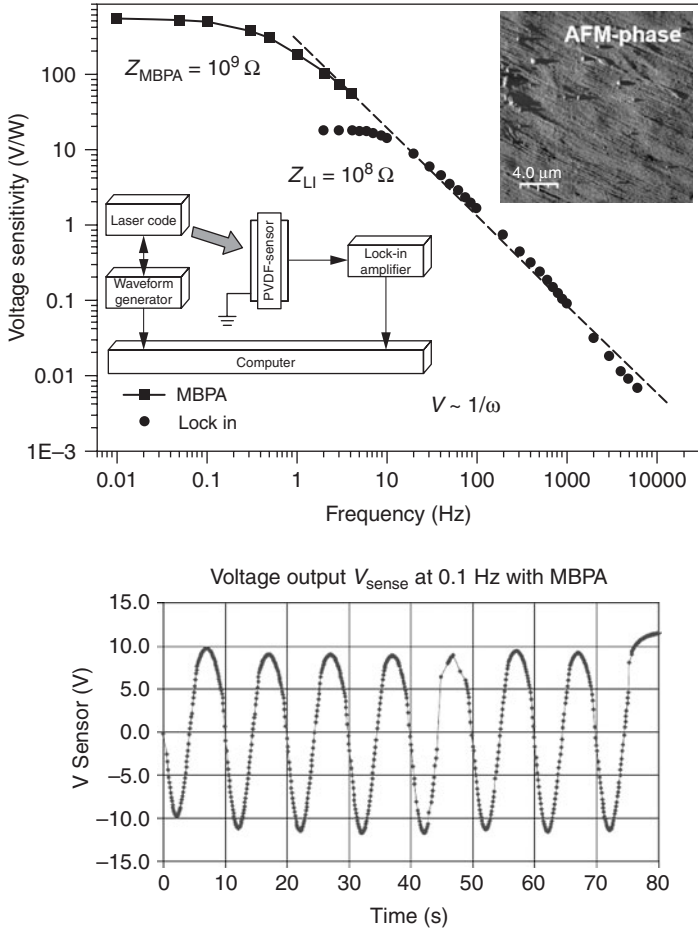 Voltage sensitivity (V/W)
100
10
1
0.1
0.01
1E−3
Z_MBPA = 10⁹ Ω
Z_LI = 10⁸ Ω
AFM-phase
4.0 μm
Laser code
Waveform
generator
PVDF-sensor
Lock-in
amplifier
Computer
MBPA
Lock in
V ~ 1/ω
0.01 0.1 1 10 100 1000 10000
Frequency (Hz)
Voltage output V_sense at 0.1 Hz with MBPA
V Sensor (V)
15.0
10.0
5.0
0.0
−5.0
−10.0
−15.0
0 10 20 30 40 50 60 70 80
Time (s)